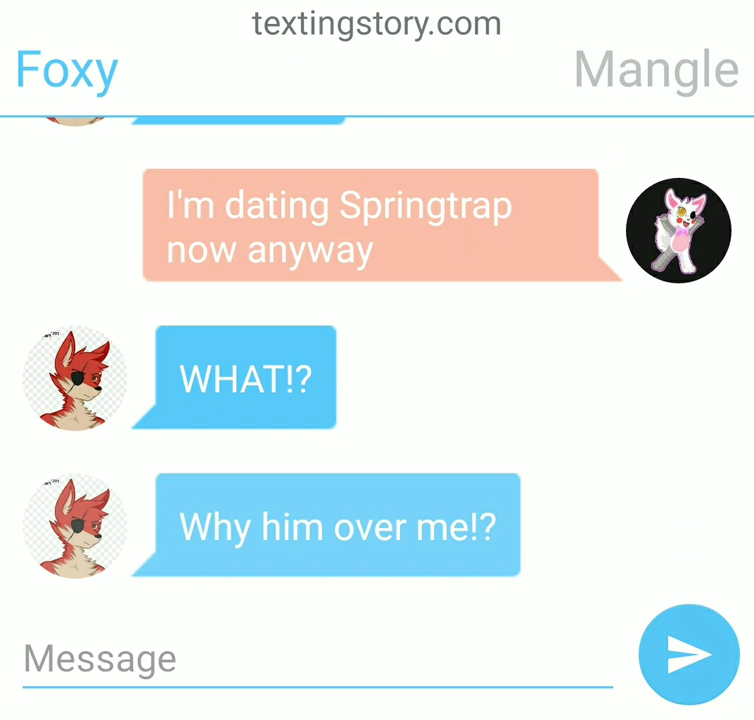 textingstory.com
Foxy
Mangle
I'm dating Springtrap
now anyway
WHAT!?
Why him over me!?
Message